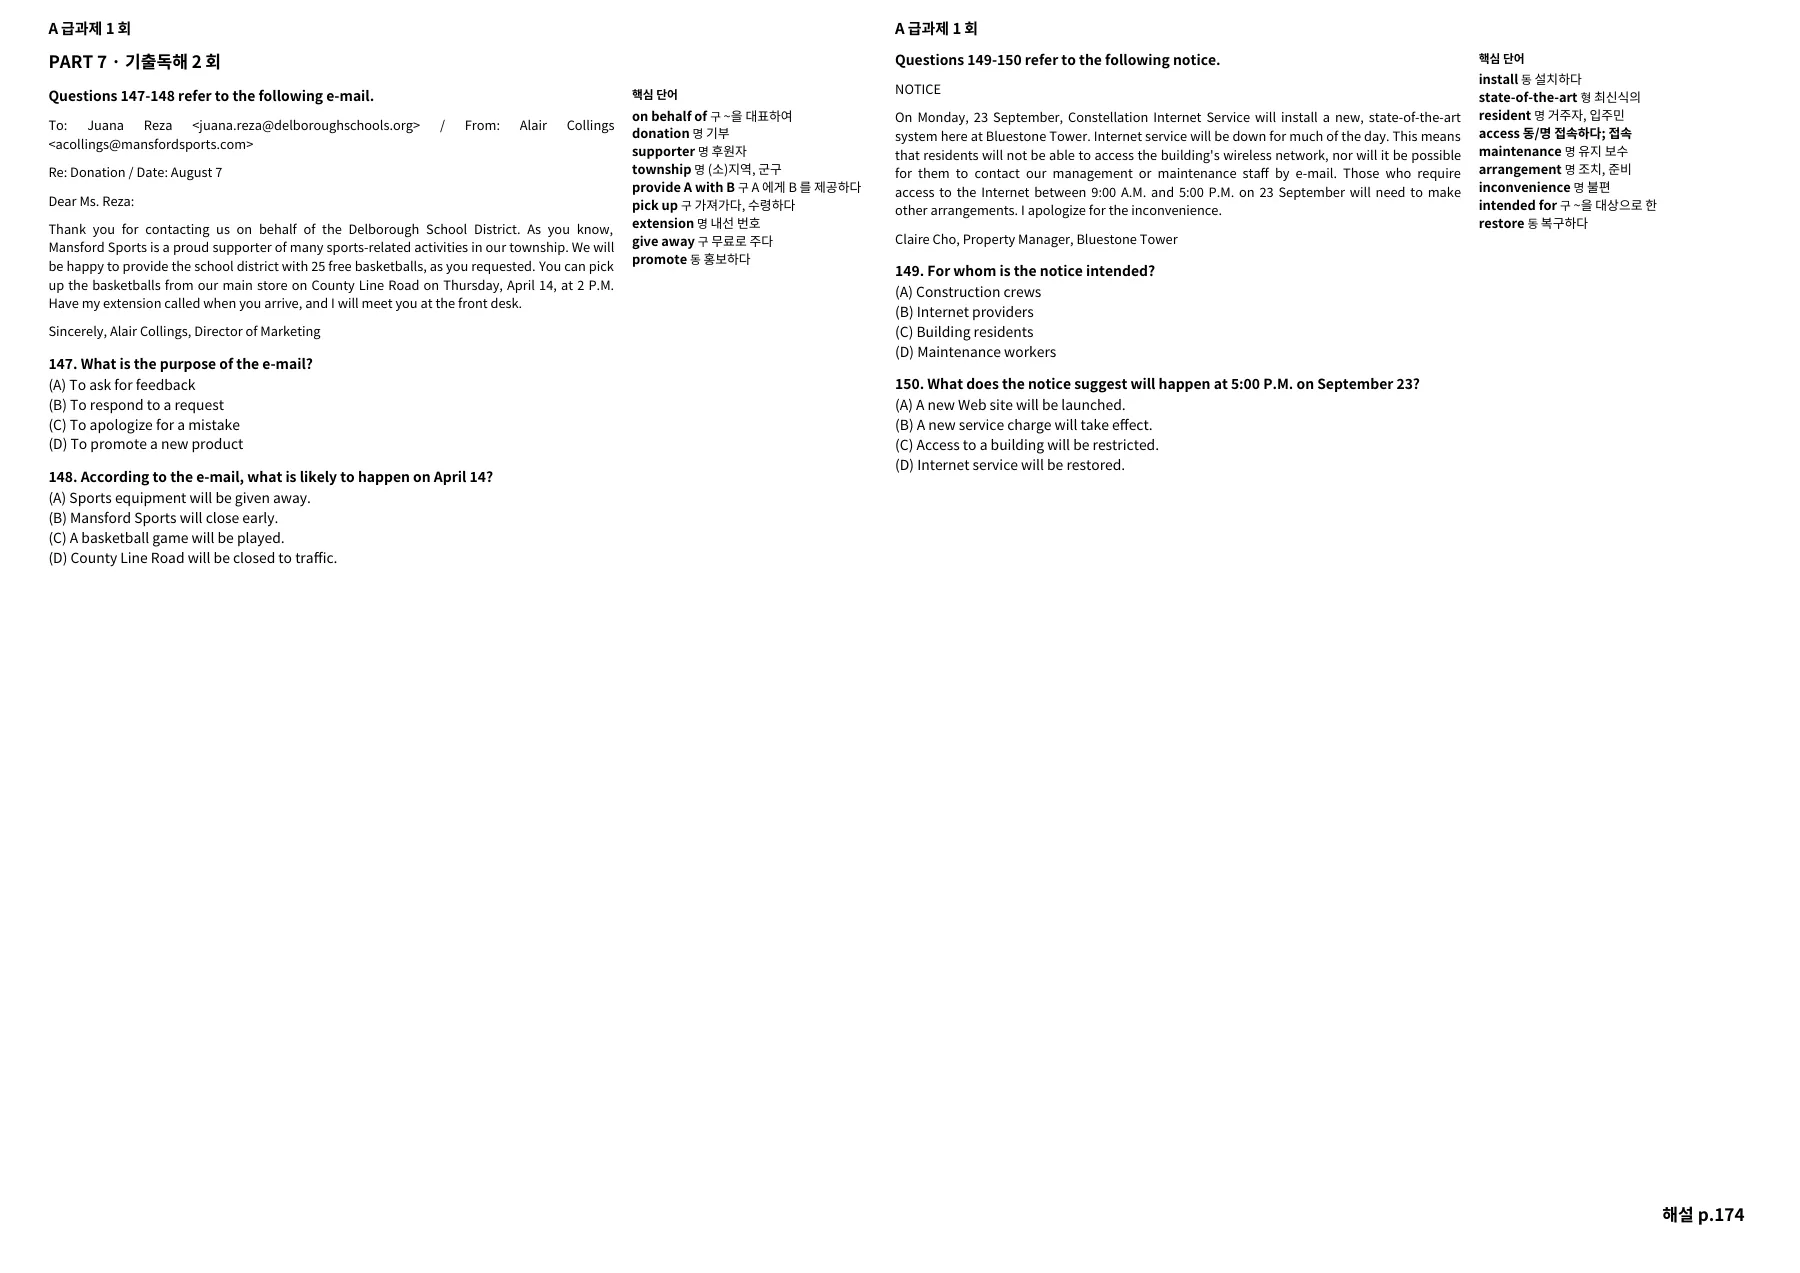 A 급과제 1 회
PART 7 · 기출독해 2 회
Questions 147-148 refer to the following e-mail.
To: Juana Reza <juana.reza@delboroughschools.org> / From: Alair Collings
<acollings@mansfordsports.com>
Re: Donation / Date: August 7
Dear Ms. Reza:
Thank you for contacting us on behalf of the Delborough School District. As you know,
Mansford Sports is a proud supporter of many sports-related activities in our township. We will
be happy to provide the school district with 25 free basketballs, as you requested. You can pick
up the basketballs from our main store on County Line Road on Thursday, April 14, at 2 P.M.
Have my extension called when you arrive, and I will meet you at the front desk.
Sincerely, Alair Collings, Director of Marketing
147. What is the purpose of the e-mail?
(A) To ask for feedback
(B) To respond to a request
(C) To apologize for a mistake
(D) To promote a new product
148. According to the e-mail, what is likely to happen on April 14?
(A) Sports equipment will be given away.
(B) Mansford Sports will close early.
(C) A basketball game will be played.
(D) County Line Road will be closed to traffic.
핵심 단어
on behalf of 구 ~을 대표하여
donation 명 기부
supporter 명 후원자
township 명 (소)지역, 군구
provide A with B 구 A 에게 B 를 제공하다
pick up 구 가져가다, 수령하다
extension 명 내선 번호
give away 구 무료로 주다
promote 동 홍보하다
A 급과제 1 회
Questions 149-150 refer to the following notice.
NOTICE
On Monday, 23 September, Constellation Internet Service will install a new, state-of-the-art
system here at Bluestone Tower. Internet service will be down for much of the day. This means
that residents will not be able to access the building's wireless network, nor will it be possible
for them to contact our management or maintenance staff by e-mail. Those who require
access to the Internet between 9:00 A.M. and 5:00 P.M. on 23 September will need to make
other arrangements. I apologize for the inconvenience.
Claire Cho, Property Manager, Bluestone Tower
149. For whom is the notice intended?
(A) Construction crews
(B) Internet providers
(C) Building residents
(D) Maintenance workers
150. What does the notice suggest will happen at 5:00 P.M. on September 23?
(A) A new Web site will be launched.
(B) A new service charge will take effect.
(C) Access to a building will be restricted.
(D) Internet service will be restored.
핵심 단어
install 동 설치하다
state-of-the-art 형 최신식의
resident 명 거주자, 입주민
access 동/명 접속하다; 접속
maintenance 명 유지 보수
arrangement 명 조치, 준비
inconvenience 명 불편
intended for 구 ~을 대상으로 한
restore 동 복구하다
해설 p.174